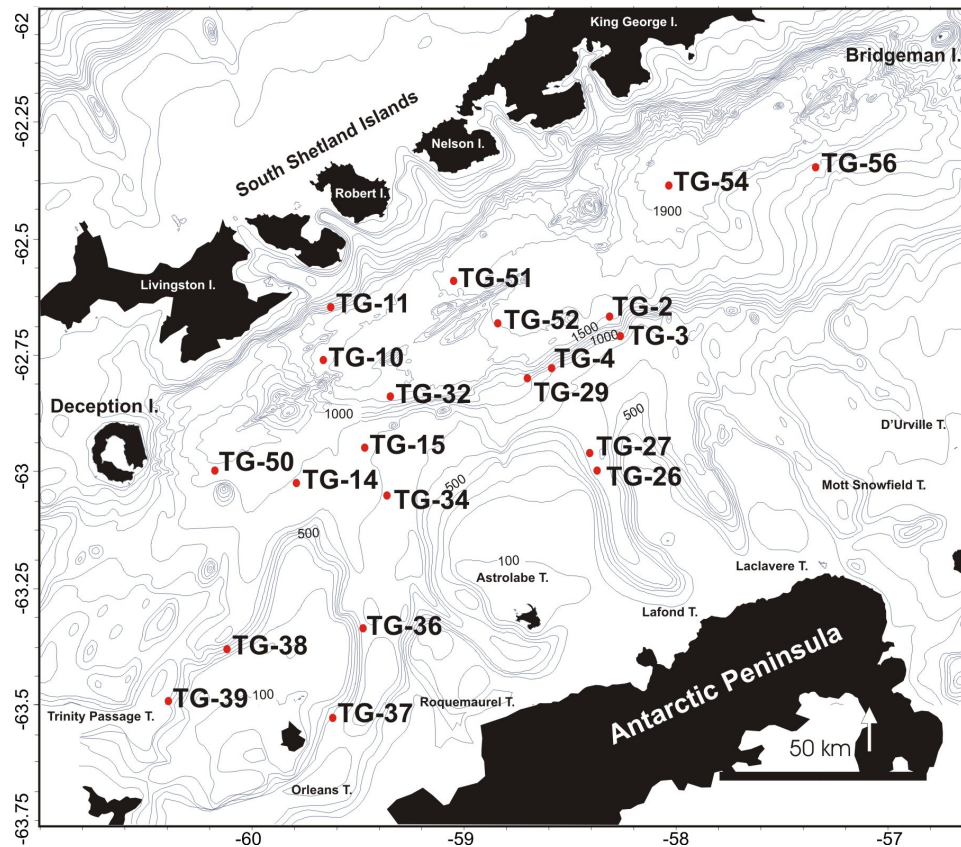 -62
King George I.
Bridgeman I.
-62.25
South Shetland Islands
Nelson I.
TG-56
TG-54
Robert I.
1900
-62.5
TG-51
Livingston I.
TG-11
TG-2
TG-52
1500
TG-3
1000
-62.75
TG-10
TG-4
TG-29
TG-32
Deception I.
1000
500
D'Urville T.
TG-15
TG-27
-63
TG-50
TG-26
TG-14
500
Mott Snowfield T.
TG-34
500
100
Laclavere T.
-63.25
Astrolabe T.
Lafond T.
TG-36
TG-38
Antarctic Peninsula
100
TG-39
Roquemaurel T.
-63.5
Trinity Passage T.
TG-37
50 km
Orleans T.
-63.75
-60
-59
-58
-57